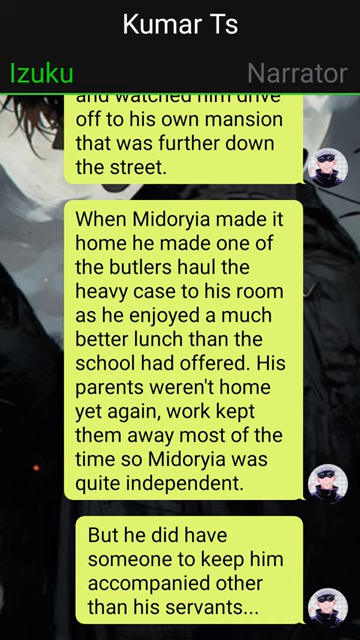 Kumar Ts
Izuku
Narrator
and watched him drive
off to his own mansion
that was further down
the street.
When Midoryia made it
home he made one of
the butlers haul the
heavy case to his room
as he enjoyed a much
better lunch than the
school had offered. His
parents weren't home
yet again, work kept
them away most of the
time so Midoryia was
quite independent.
But he did have
someone to keep him
accompanied other
than his servants...